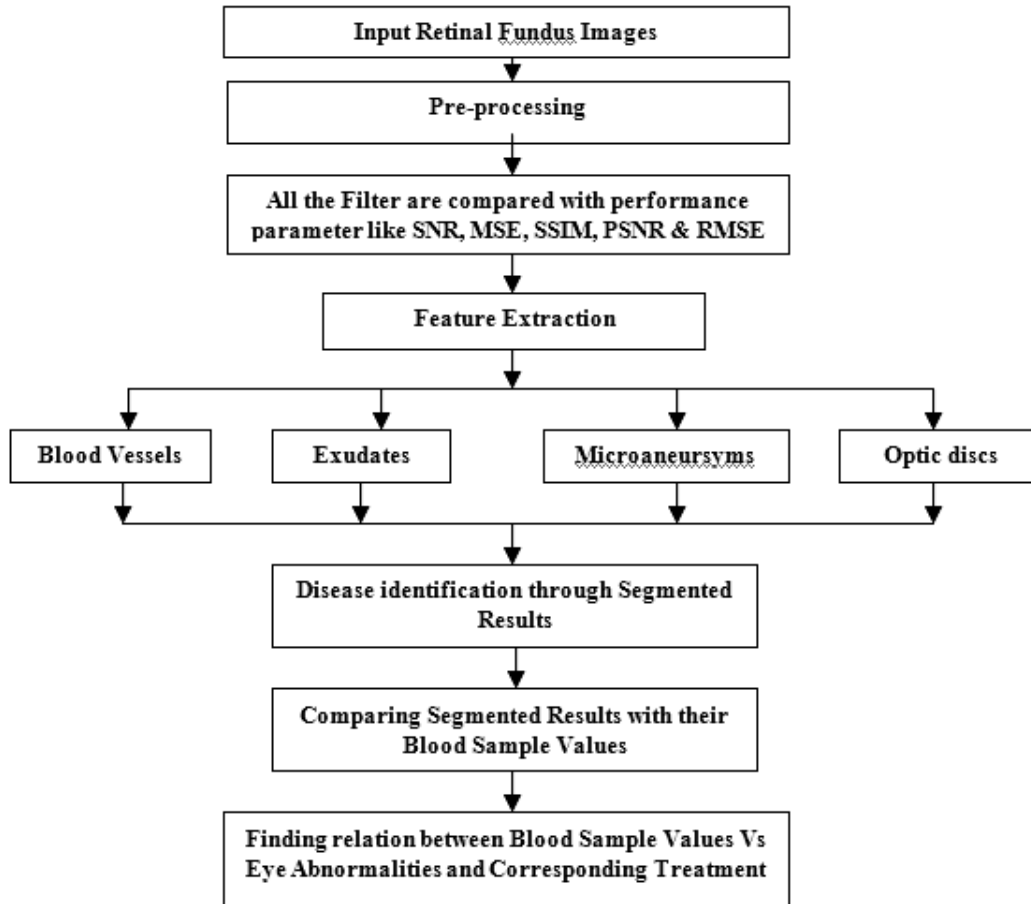 Input Retinal Fundus Images
Pre-processing
All the Filter are compared with performance
parameter like SNR, MSE, SSIM, PSNR & RMSE
Feature Extraction
Blood Vessels
Exudates
Microaneursyms
Optic discs
Disease identification through Segmented
Results
Comparing Segmented Results with their
Blood Sample Values
Finding relation between Blood Sample Values Vs
Eye Abnormalities and Corresponding Treatment